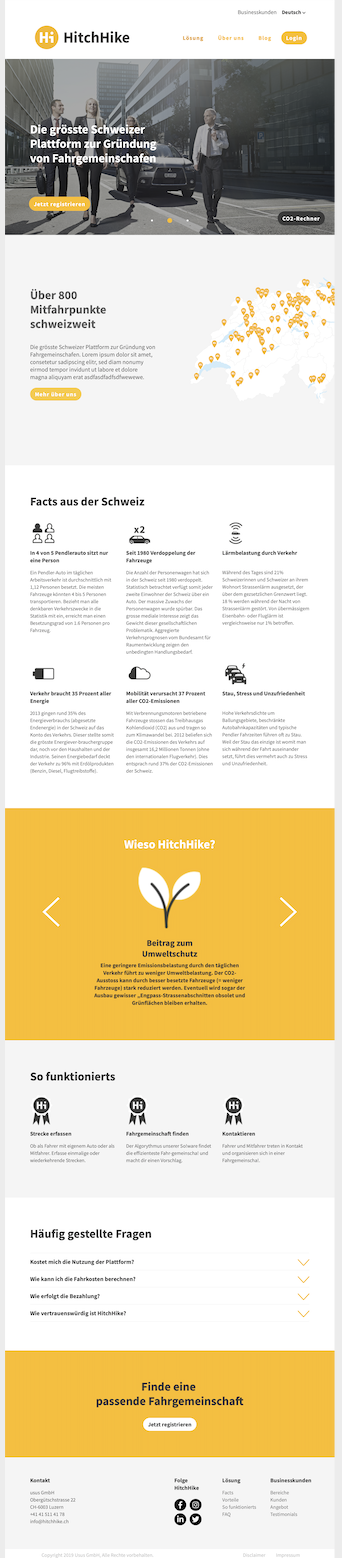 Businesskunden Deutsch
Hi HitchHike
Lösung Über uns Blog Login
Die grösste Schweizer
Plattform zur Gründung
von Fahrgemeinschafen
Jetzt registrieren
CO2-Rechner
Über 800
Mitfahrpunkte
schweizweit
Die grösste Schweizer Plattform zur Gründung von
Fahrgemeinschaften. Lorem ipsum dolor sit amet,
consetetur sadipscing elitr, sed diam nonumy
eirmod tempor invidunt ut labore et dolore
magna aliquyam erat asdfasdfadfsdfwewewe.
Mehr über uns
Facts aus der Schweiz
In 4 von 5 Pendlerauto sitzt nur
eine Person
Ein Pendler-Auto im täglichen
Arbeitsverkehr ist durchschnittlich mit
1,12 Personen besetzt. Die meisten
Fahrzeuge könnten 4 bis 5 Personen
transportieren. Bezieht man alle
denkbaren Verkehrszwecke in die
Statistik mit ein, erreicht man einen
Besetzungsgrad von 1.6 Personen pro
Fahrzeug.
x2
Seit 1980 Verdoppelung der
Fahrzeuge
Die Anzahl der Personenwagen hat sich
in der Schweiz seit 1980 verdoppelt.
Statistisch betrachtet verfügt somit jeder
zweite Einwohner der Schweiz über ein
Auto. Der massive Zuwachs der
Personenwagen wurde spürbar. Das
grosse mediale Interesse zeigt das
Gewicht dieser gesellschaftlichen
Problematik. Aggregierte
Verkehrsprognosen vom Bundesamt für
Raumentwicklung zeigen den
unbedingten Handlungsbedarf.
Lärmbelastung durch Verkehr
Während des Tages sind 21%
Schweizerinnen und Schweizer an ihrem
Wohnort Strassenlärm ausgesetzt, der
über dem gesetzlichen Grenzwert liegt.
18 % werden während der Nacht von
Strassenlärm gestört. Von übermässigem
Eisenbahn- oder Fluglärm ist
vergleichsweise nur 1% betroffen.
Verkehr braucht 35 Prozent aller
Energie
2013 gingen rund 35% des
Energieverbrauchs (abgesetzte
Endenergie) in der Schweiz auf das
Konto des Verkehrs. Dieser stellte somit
die grösste Energieverbrauchergruppe
dar, noch vor den Haushalten und der
Industrie. Seinen Energiebedarf deckt
der Verkehr zu 96% mit Erdölprodukten
(Benzin, Diesel, Flugtreibstoffe).
Mobilität verursacht 37 Prozent
aller CO2-Emissionen
Mit Verbrennungsmotoren betriebene
Fahrzeuge stossen das Treibhausgas
Kohlendioxid (CO2) aus und tragen so
zum Klimawandel bei. 2012 beliefen sich
die CO2-Emissionen des Verkehrs auf
insgesamt 16,2 Millionen Tonnen (ohne
den internationalen Flugverkehr). Dies
entsprach rund 37% der CO2-Emissionen
der Schweiz.
Stau, Stress und Unzufriedenheit
Hohe Verkehrsdichte um
Ballungsgebiete, beschränkte
Autobahnkapazitäten und typische
Pendler Fahrzeiten führen oft zu Stau.
Weil der Stau das einzige ist womit man
sich während der Fahrt auseinander
setzt, führt dies vermehrt auch zu Stress
und Unzufriedenheit.
Wieso HitchHike?
Beitrag zum
Umweltschutz
Eine geringere Emissionsbelastung durch den täglichen
Verkehr führt zu weniger Umweltbelastung. Der CO2-
Ausstoss kann durch besser besetzte Fahrzeuge (= weniger
Fahrzeuge) stark reduziert werden. Eventuell wird sogar der
Ausbau gewisser „Engpass-Strassenabschnitten obsolet und
Grünflächen bleiben erhalten.
So funktionierts
Hi
Strecke erfassen
Ob als Fahrer mit eigenem Auto oder als
Mitfahrer. Erfasse einmalige oder
wiederkehrende Strecken.
Hi
Fahrgemeinschaft finden
Der Algorythmus unserer Soiware findet
die effizienteste Fahrgemeinschaf und
macht dir einen Vorschlag.
Hi
Kontaktieren
Fahrer und Mitfahrer treten in Kontakt
und organisieren sich in einer
Fahrgemeinschaf.
Häufig gestellte Fragen
Kostet mich die Nutzung der Plattform?
Wie kann ich die Fahrkosten berechnen?
Wie erfolgt die Bezahlung?
Wie vertrauenswürdig ist HitchHike?
Finde eine
passende Fahrgemeinschaft
Jetzt registrieren
Kontakt
usus GmbH
Obergütschstrasse 22
CH-6003 Luzern
+41 41 511 41 78
info@hitchhike.ch
Folge
HitchHike
Lösung
Facts
Vorteile
So funktionierts
FAQ
Businesskunden
Bereiche
Kunden
Angebot
Testimonials
Copyright 2019 usus GmbH, Alle Rechte vorbehalten
Disclaimer Impressum